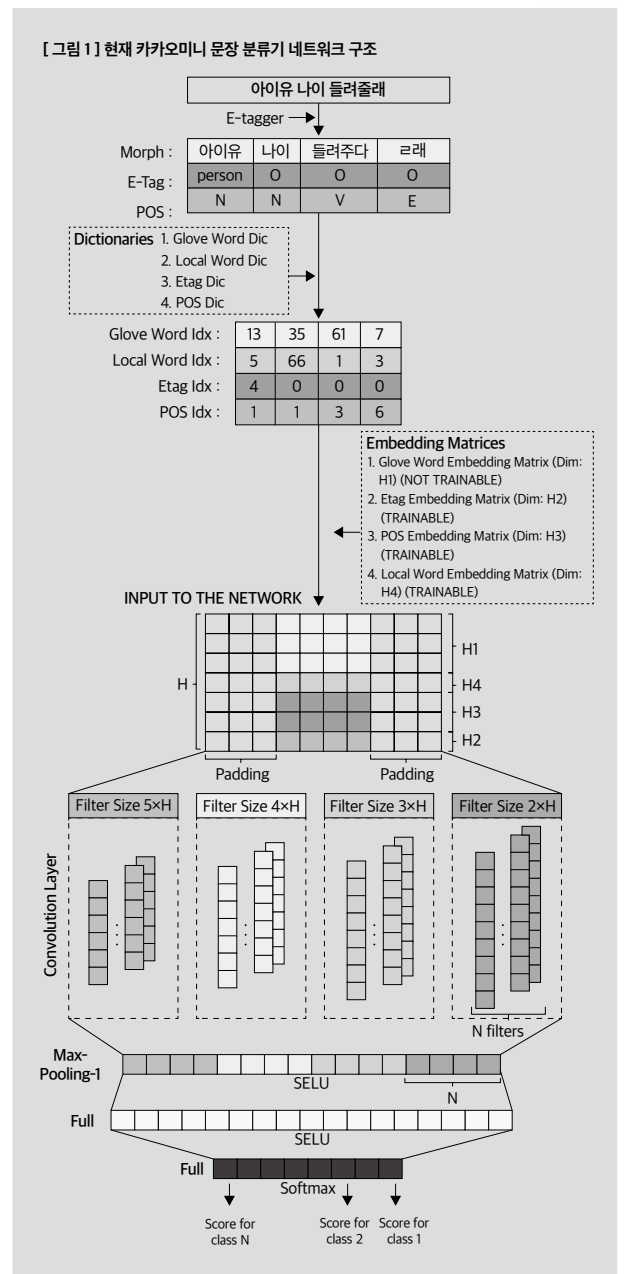 [ 그림 1 ] 현재 카카오미니 문장 분류기 네트워크 구조
아이유 나이 들려줄래
E-tagger
Morph : 아이유 나이 들려주다 ㄹ래
E-Tag : person O O O
POS : N N V E
Dictionaries 1. Glove Word Dic
2. Local Word Dic
3. Etag Dic
4. POS Dic
Glove Word Idx : 13 35 61 7
Local Word Idx : 5 66 1 3
Etag Idx : 4 0 0 0
POS Idx : 1 1 3 6
Embedding Matrices
1. Glove Word Embedding Matrix (Dim:
H1) (NOT TRAINABLE)
2. Etag Embedding Matrix (Dim: H2)
(TRAINABLE)
3. POS Embedding Matrix (Dim: H3)
(TRAINABLE)
4. Local Word Embedding Matrix (Dim:
H4) (TRAINABLE)
INPUT TO THE NETWORK
H
H1
H4
H3
H2
Padding Padding
Filter Size 5×H Filter Size 4×H Filter Size 3×H Filter Size 2×H
Convolution Layer
: : : :
N filters
Max-
Pooling-1
SELU
N
Full
SELU
Full
Softmax
Score for Score for Score for
class N class 2 class 1